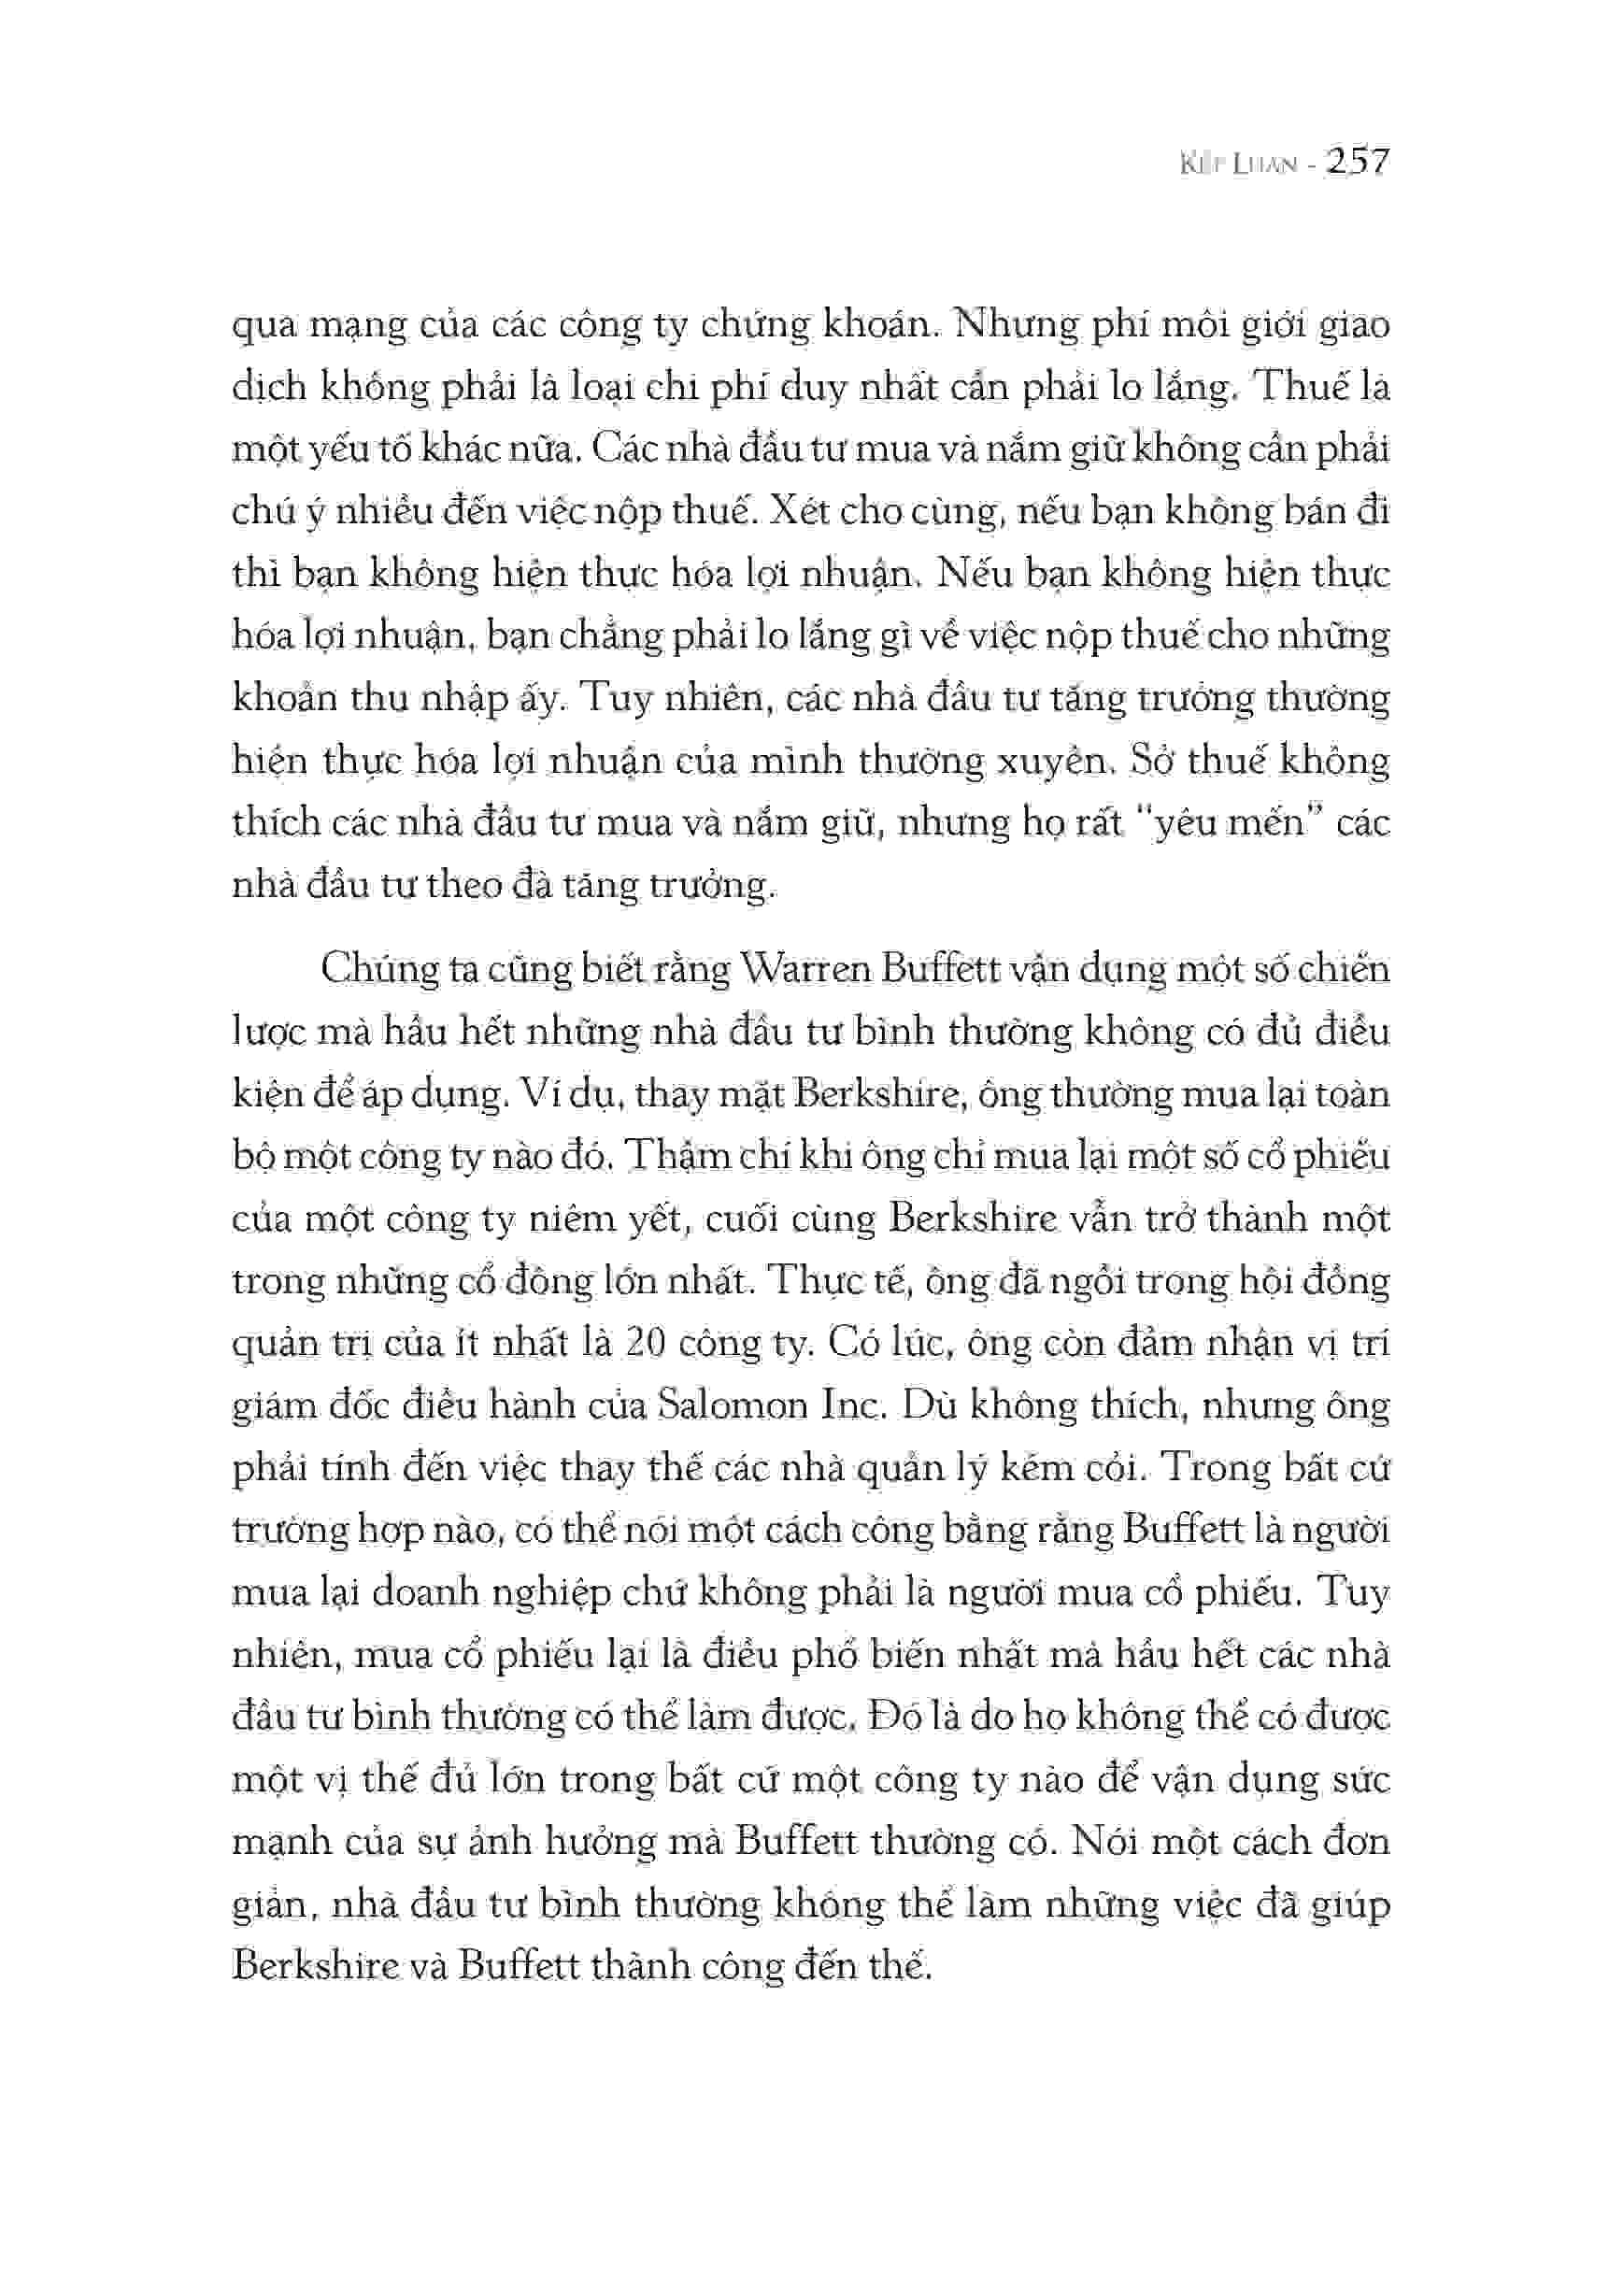 Kết Luận - 257
qua mạng của các công ty chứng khoán. Nhưng phí môi giới giao
dịch không phải là loại chi phí duy nhất cần phải lo lắng. Thuế là
một yếu tố khác nữa. Các nhà đầu tư mua và nắm giữ không cần phải
chú ý nhiều đến việc nộp thuế. Xét cho cùng, nếu bạn không bán đi
thì bạn không hiện thực hóa lợi nhuận. Nếu bạn không hiện thực
hóa lợi nhuận, bạn chẳng phải lo lắng gì về việc nộp thuế cho những
khoản thu nhập ấy. Tuy nhiên, các nhà đầu tư tăng trưởng thường
hiện thực hóa lợi nhuận của mình thường xuyên. Sở thuế không
thích các nhà đầu tư mua và nắm giữ, nhưng họ rất “yêu mến” các
nhà đầu tư theo đà tăng trưởng.
Chúng ta cũng biết rằng Warren Buffett vận dụng một số chiến
lược mà hầu hết những nhà đầu tư bình thường không có đủ điều
kiện để áp dụng. Ví dụ, thay mặt Berkshire, ông thường mua lại toàn
bộ một công ty nào đó. Thậm chí khi ông chỉ mua lại một số cổ phiếu
của một công ty niêm yết, cuối cùng Berkshire vẫn trở thành một
trong những cổ đông lớn nhất. Thực tế, ông đã ngồi trong hội đồng
quản trị của ít nhất là 20 công ty. Có lúc, ông còn đảm nhận vị trí
giám đốc điều hành của Salomon Inc. Dù không thích, nhưng ông
phải tính đến việc thay thế các nhà quản lý kém cỏi. Trong bất cứ
trường hợp nào, có thể nói một cách công bằng rằng Buffett là người
mua lại doanh nghiệp chứ không phải là người mua cổ phiếu. Tuy
nhiên, mua cổ phiếu lại là điều phổ biến nhất mà hầu hết các nhà
đầu tư bình thường có thể làm được. Đó là do họ không thể có được
một vị thế đủ lớn trong bất cứ một công ty nào để vận dụng sức
mạnh của sự ảnh hưởng mà Buffett thường có. Nói một cách đơn
giản, nhà đầu tư bình thường không thể làm những việc đã giúp
Berkshire và Buffett thành công đến thế.